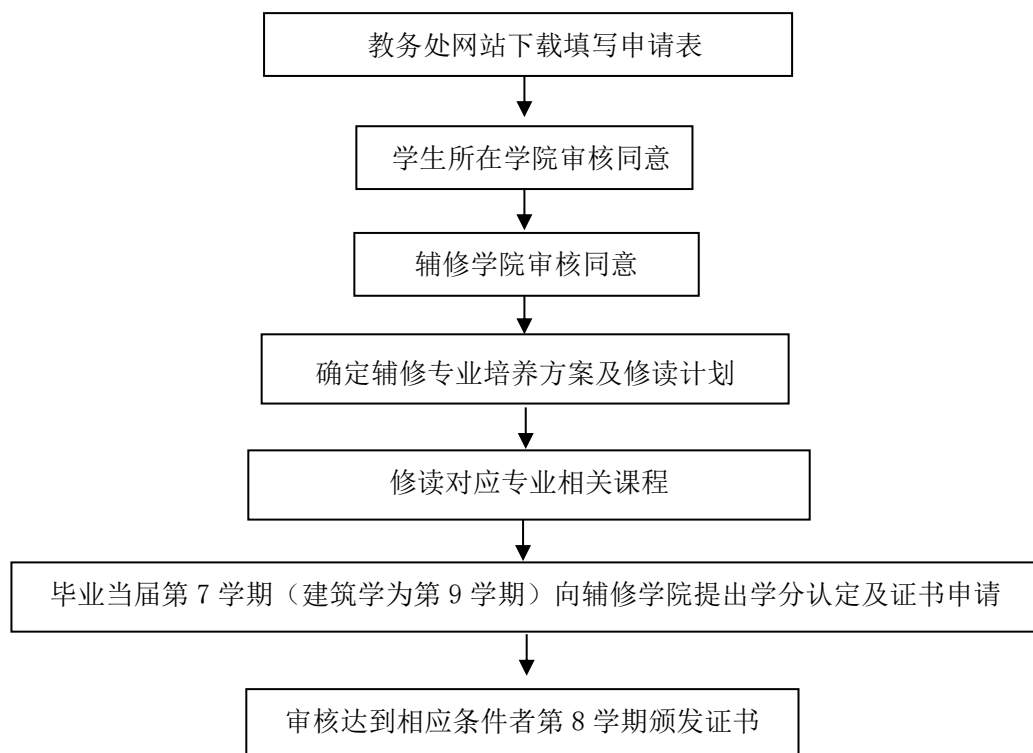 教务处网站下载填写申请表
学生所在学院审核同意
辅修学院审核同意
确定辅修专业培养方案及修读计划
修读对应专业相关课程
毕业当届第 7 学期（建筑学为第 9 学期）向辅修学院提出学分认定及证书申请
审核达到相应条件者第 8 学期颁发证书